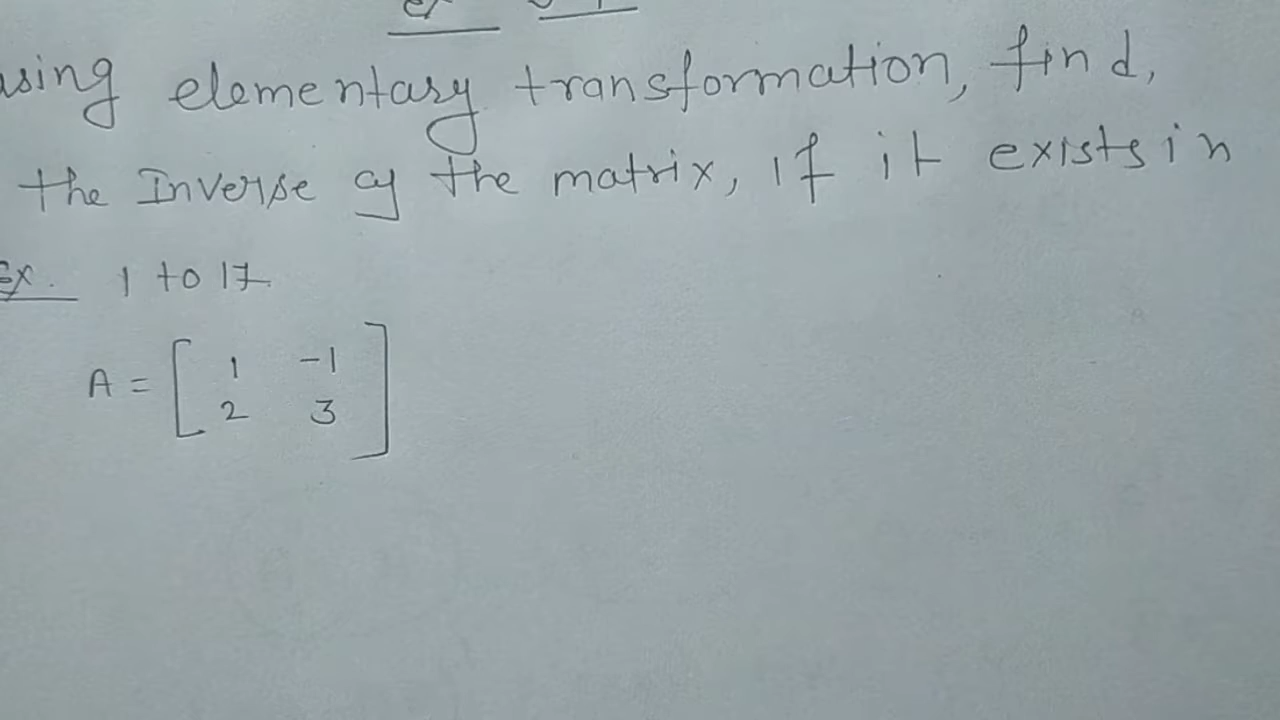 using elementary transformation, find,
the Inverse of the matrix, if it exists in
Ex. 1 to 17
A = [ 1 -1
2 3 ]